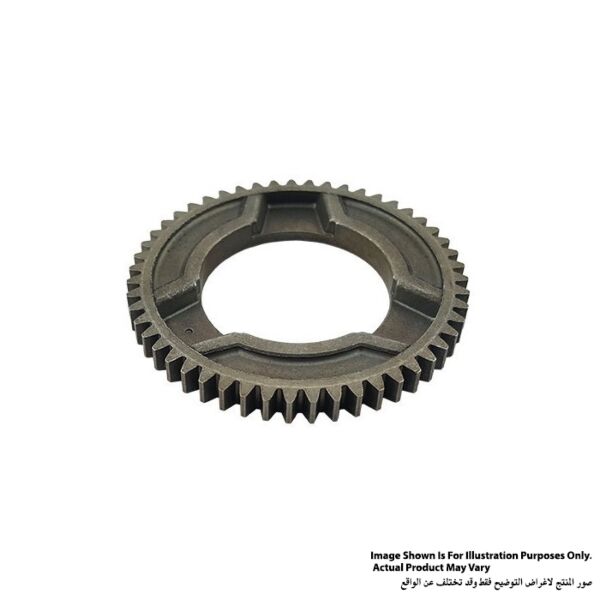 Image Shown Is For Illustration Purposes Only.
Actual Product May Vary
صور المنتج لاغراض التوضيح فقط وقد تختلف عن الواقع